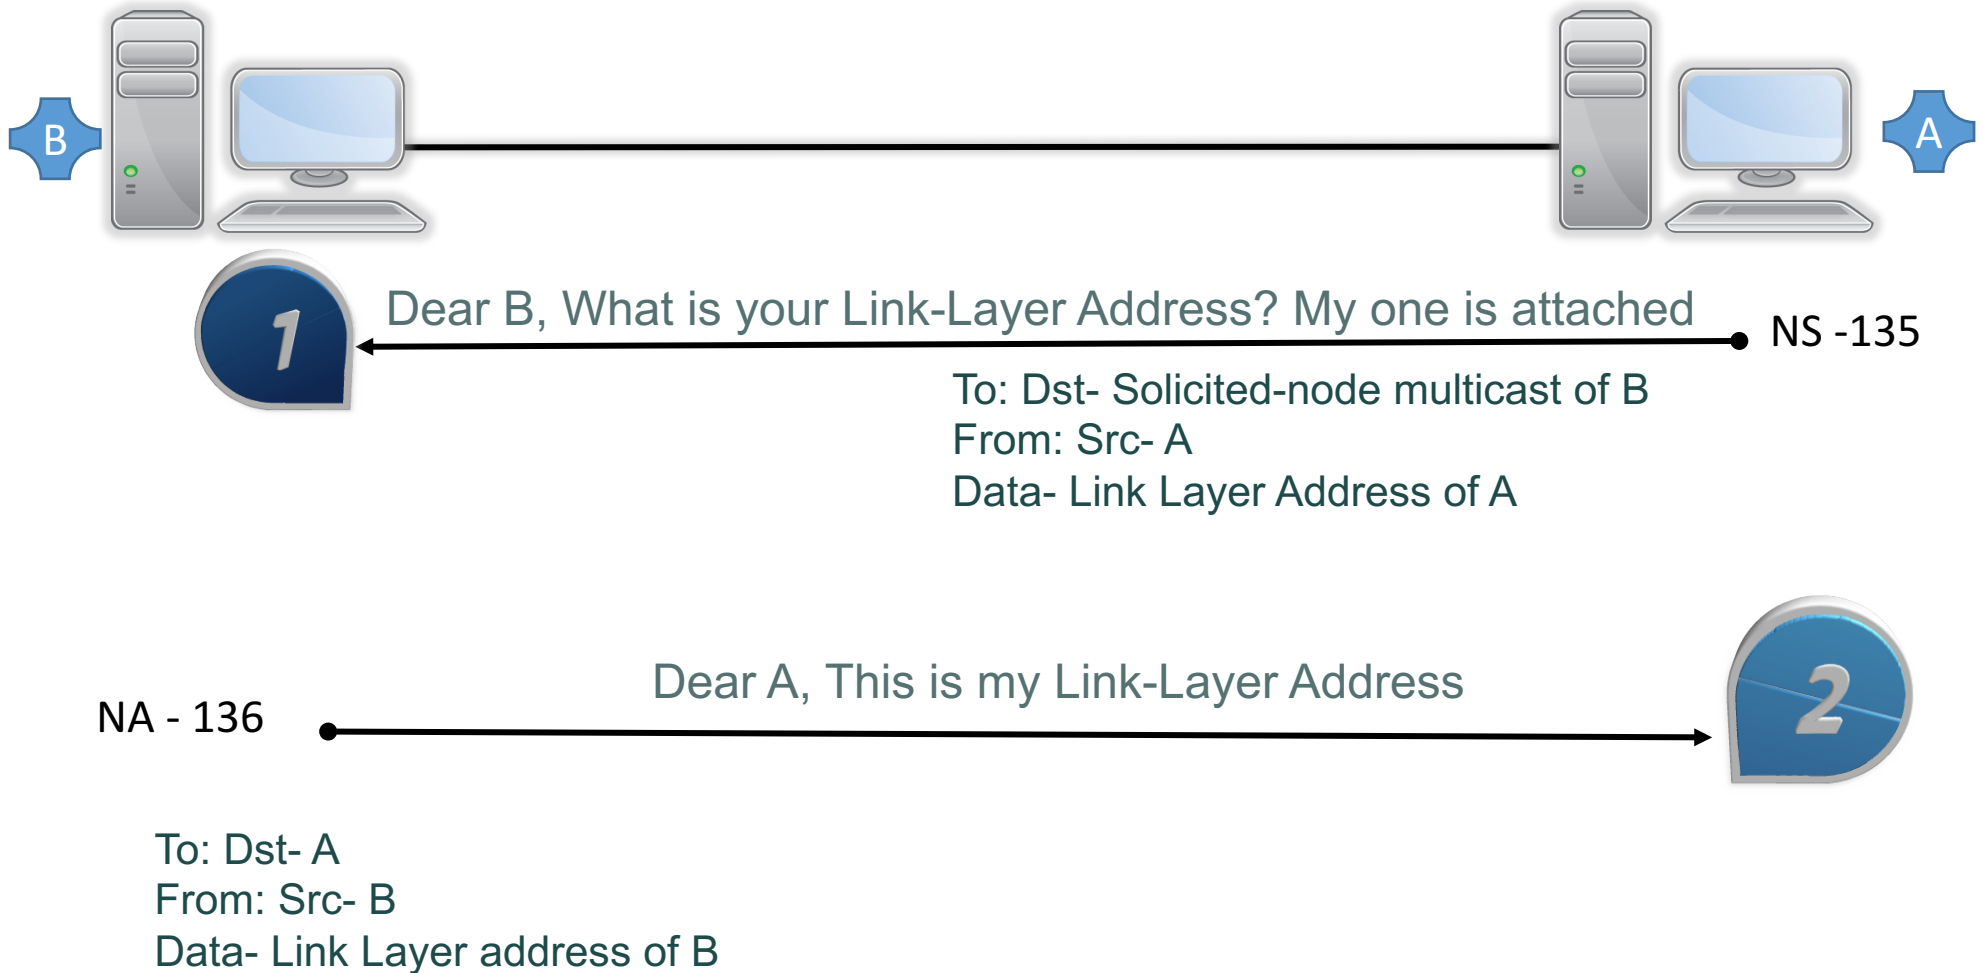 B
A
1
Dear B, What is your Link-Layer Address? My one is attached
NS -135
To: Dst- Solicited-node multicast of B
From: Src- A
Data- Link Layer Address of A
2
Dear A, This is my Link-Layer Address
NA - 136
To: Dst- A
From: Src- B
Data- Link Layer address of B